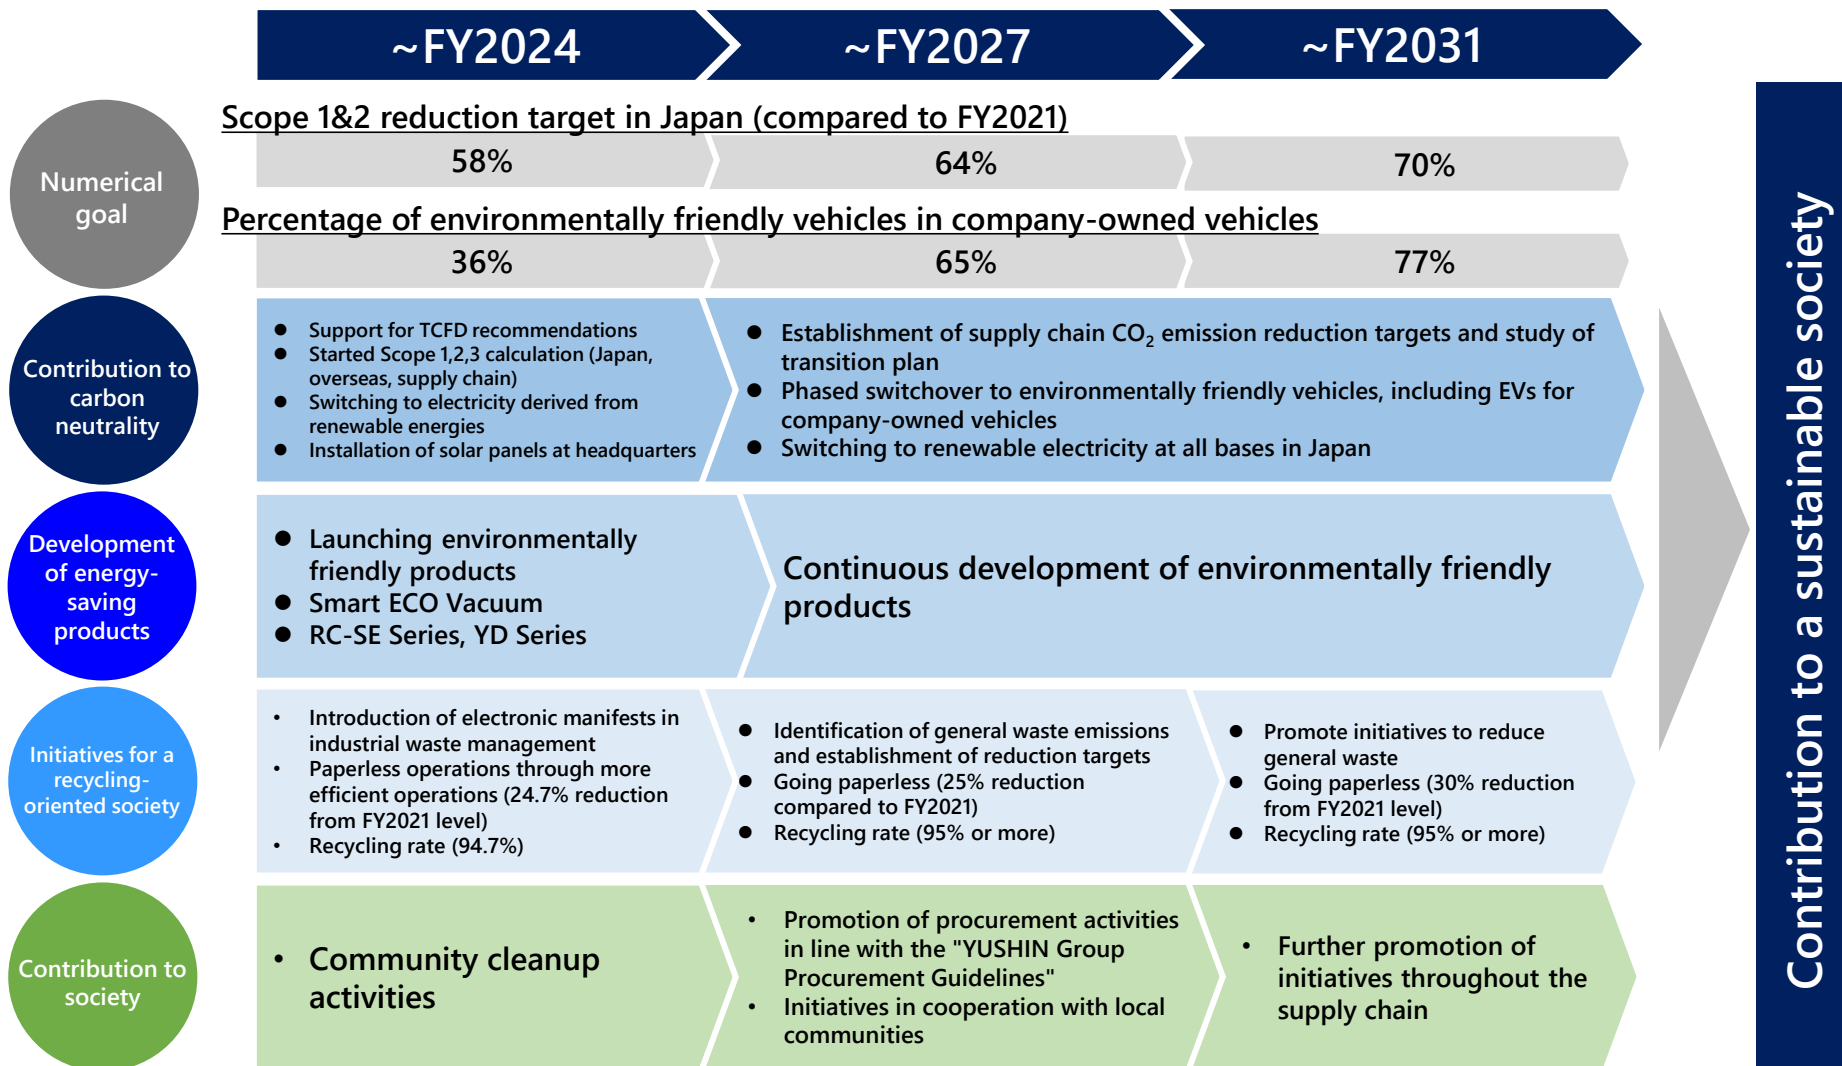 ~FY2024
~FY2027
~FY2031
Numerical
goal
Scope 1&2 reduction target in Japan (compared to FY2021)
58%
64%
70%
Percentage of environmentally friendly vehicles in company-owned vehicles
36%
65%
77%
Contribution to
carbon
neutrality
● Support for TCFD recommendations
● Started Scope 1,2,3 calculation (Japan,
overseas, supply chain)
● Switching to electricity derived from
renewable energies
● Installation of solar panels at headquarters
● Establishment of supply chain CO₂ emission reduction targets and study of
transition plan
● Phased switchover to environmentally friendly vehicles, including EVs for
company-owned vehicles
● Switching to renewable electricity at all bases in Japan
Development
of energy-
saving
products
● Launching environmentally
friendly products
● Smart ECO Vacuum
● RC-SE Series, YD Series
Continuous development of environmentally friendly
products
Initiatives for a
recycling-
oriented society
• Introduction of electronic manifests in
industrial waste management
• Paperless operations through more
efficient operations (24.7% reduction
from FY2021 level)
• Recycling rate (94.7%)
● Identification of general waste emissions
and establishment of reduction targets
● Going paperless (25% reduction
compared to FY2021)
● Recycling rate (95% or more)
● Promote initiatives to reduce
general waste
● Going paperless (30% reduction
from FY2021 level)
● Recycling rate (95% or more)
Contribution to
society
• Community cleanup
activities
• Promotion of procurement activities
in line with the "YUSHIN Group
Procurement Guidelines"
• Initiatives in cooperation with local
communities
• Further promotion of
initiatives throughout the
supply chain
Contribution to a sustainable society